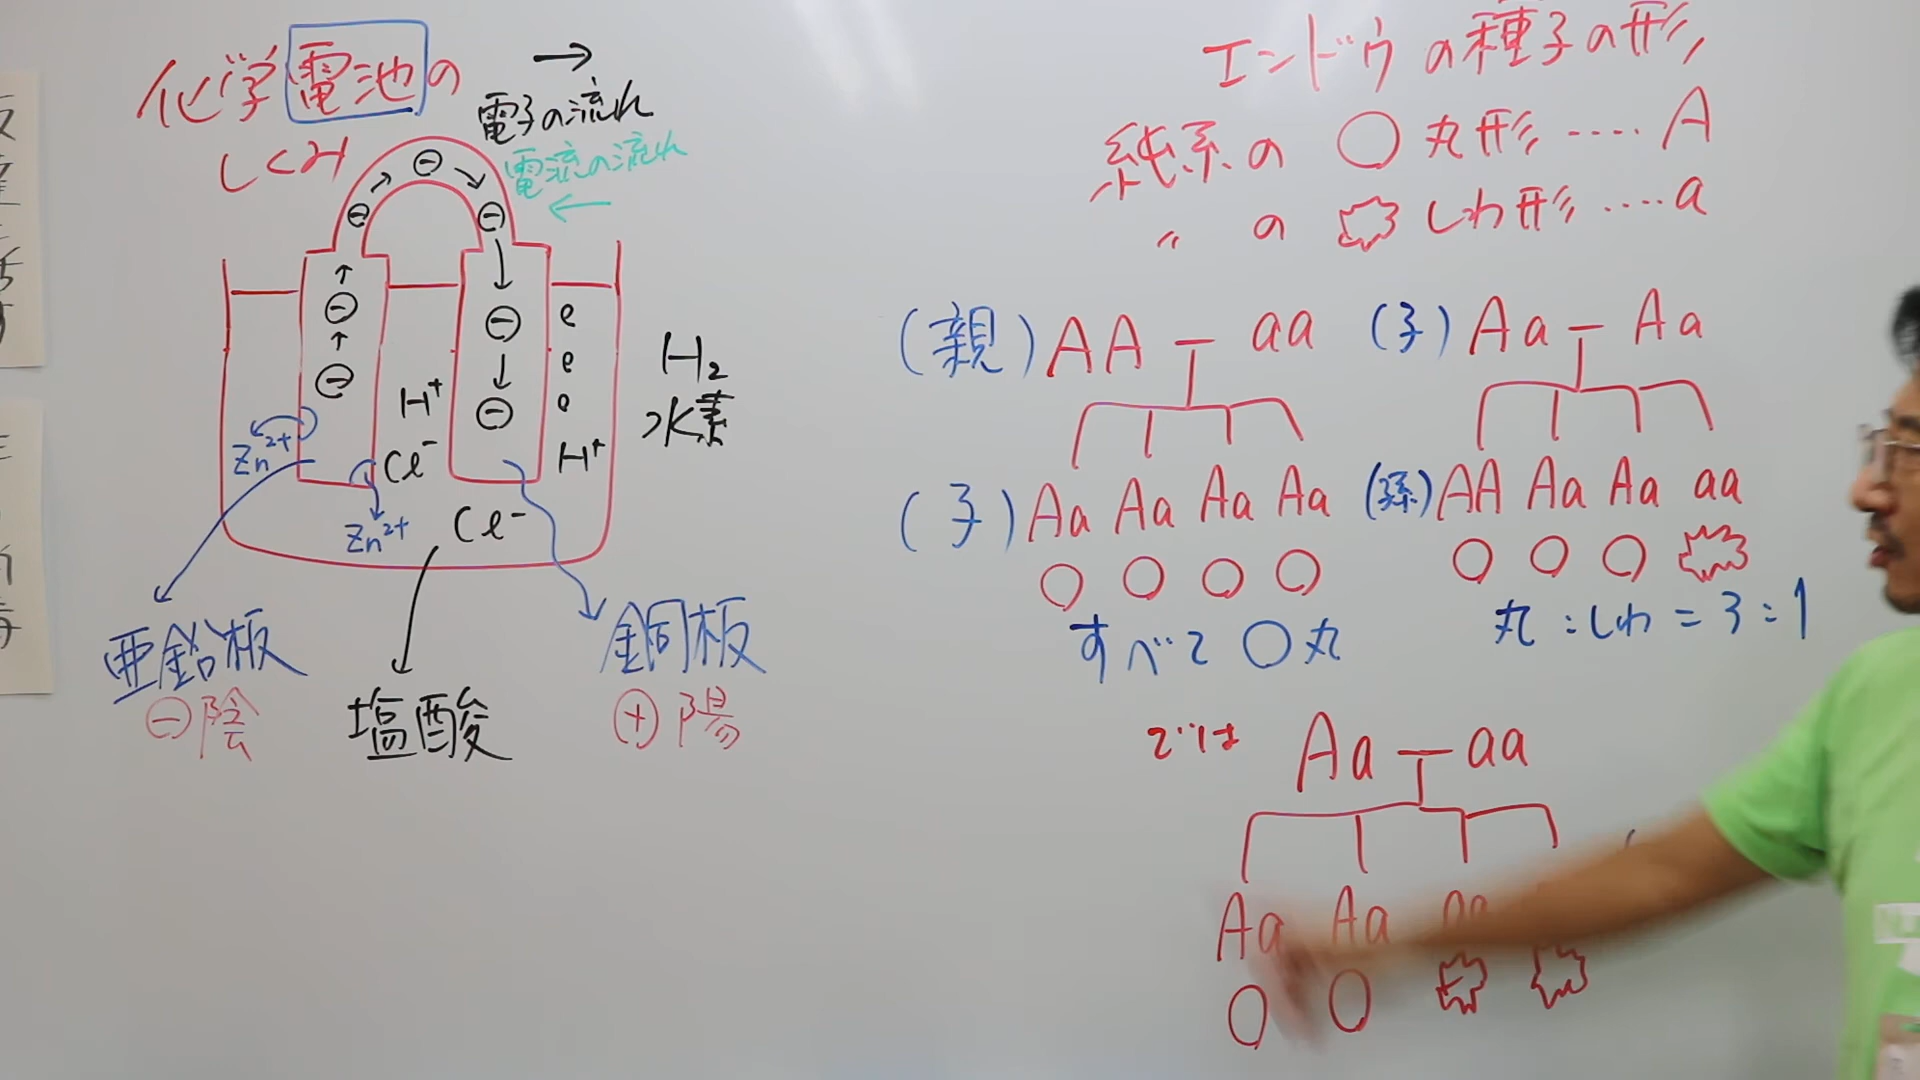 化学電池の
しくみ
電子の流れ
電流の流れ
H⁺
Cl⁻
Zn²⁺
Zn²⁺
Cl⁻
e
e
e
H⁺
H₂
水素
亜鉛板
⊖陰
塩酸
銅板
⊕陽
エンドウの種子の形
純系の 丸形‥‥A
〃 の しわ形‥‥a
(親) AA ー aa
(子) Aa Aa Aa Aa
すべて 丸
(子) Aa ー Aa
(孫) AA Aa Aa aa
丸:しわ=3:1
では Aa ー aa
Aa Aa aa